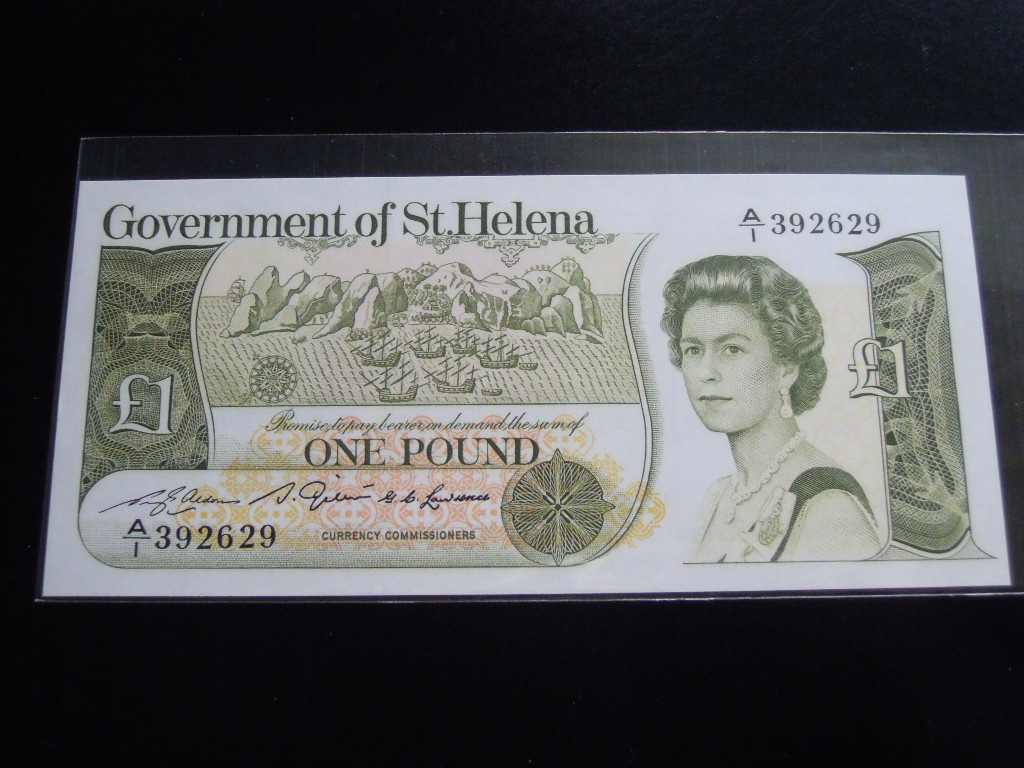 Government of St.Helena
A/1 392629
£1
£1
Promise to pay bearer on demand the sum of
ONE POUND
G. C. Lawrence
A/1 392629
CURRENCY COMMISSIONERS